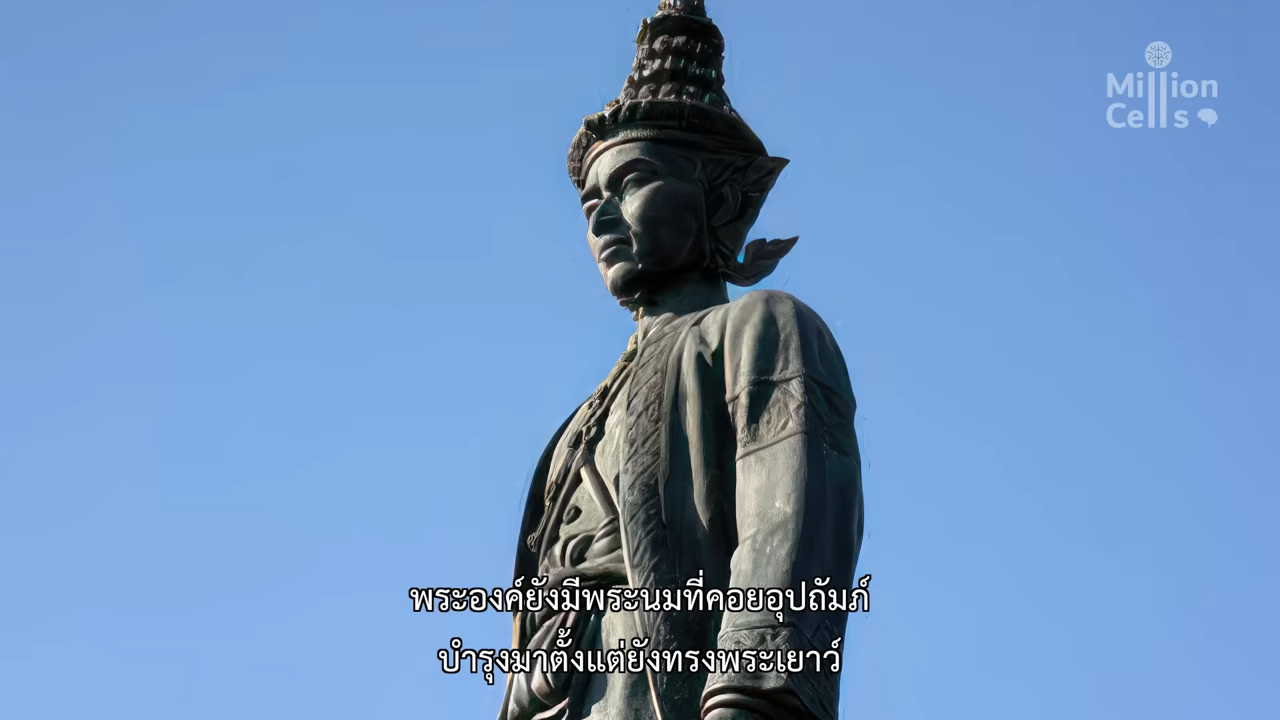 Million
Cells
พระองค์ยังมีพระนมที่คอยอุปถัมภ์
บำรุงมาตั้งแต่ยังทรงพระเยาว์